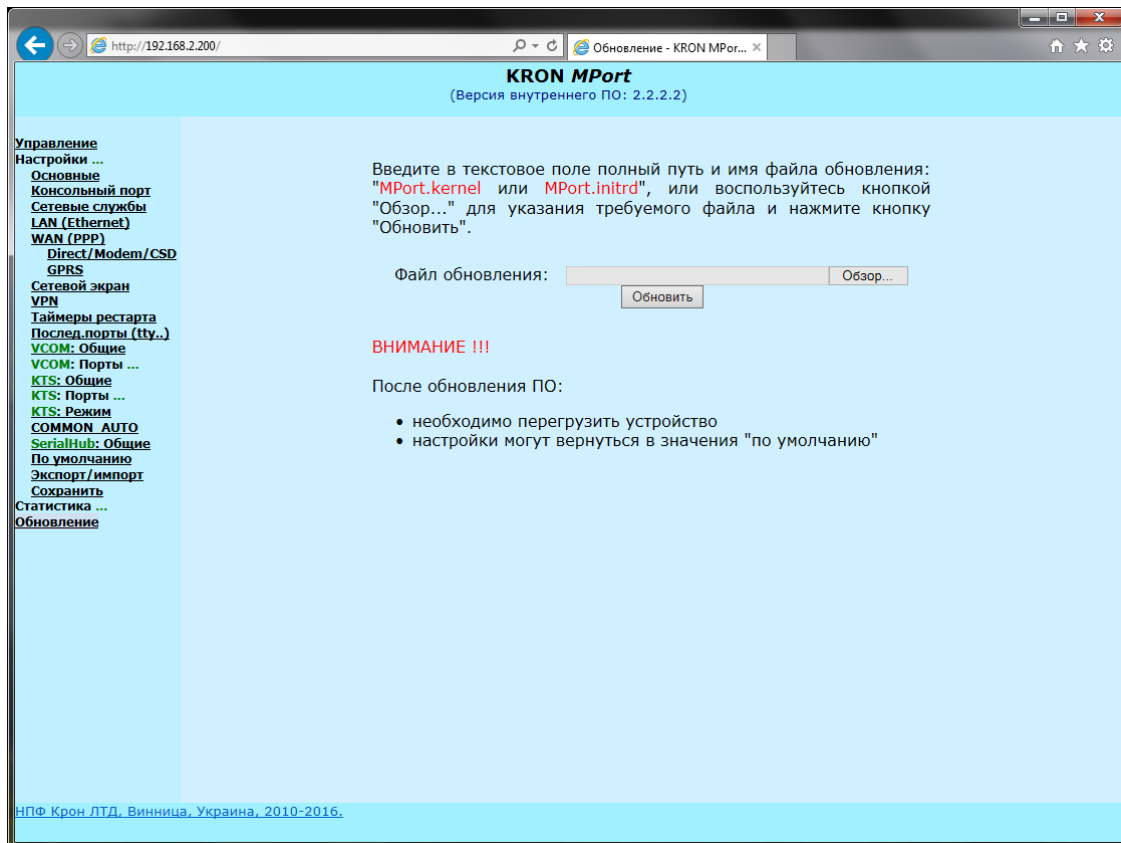 http://192.168.2.200/
Обновление - KRON MPor...
KRON MPort
(Версия внутреннего ПО: 2.2.2.2)
Управление
Настройки ...
Основные
Консольный порт
Сетевые службы
LAN (Ethernet)
WAN (PPP)
Direct/Modem/CSD
GPRS
Сетевой экран
VPN
Таймеры рестарта
Послед.порты (tty..)
VCOM: Общие
VCOM: Порты ...
KTS: Общие
KTS: Порты ...
KTS: Режим
COMMON_AUTO
SerialHub: Общие
По умолчанию
Экспорт/импорт
Сохранить
Статистика ...
Обновление
Введите в текстовое поле полный путь и имя файла обновления:
"MPort.kernel или MPort.initrd", или воспользуйтесь кнопкой
"Обзор..." для указания требуемого файла и нажмите кнопку
"Обновить".
Файл обновления: Обзор...
Обновить
ВНИМАНИЕ !!!
После обновления ПО:
• необходимо перегрузить устройство
• настройки могут вернуться в значения "по умолчанию"
НПФ Крон ЛТД, Винница, Украина, 2010-2016.